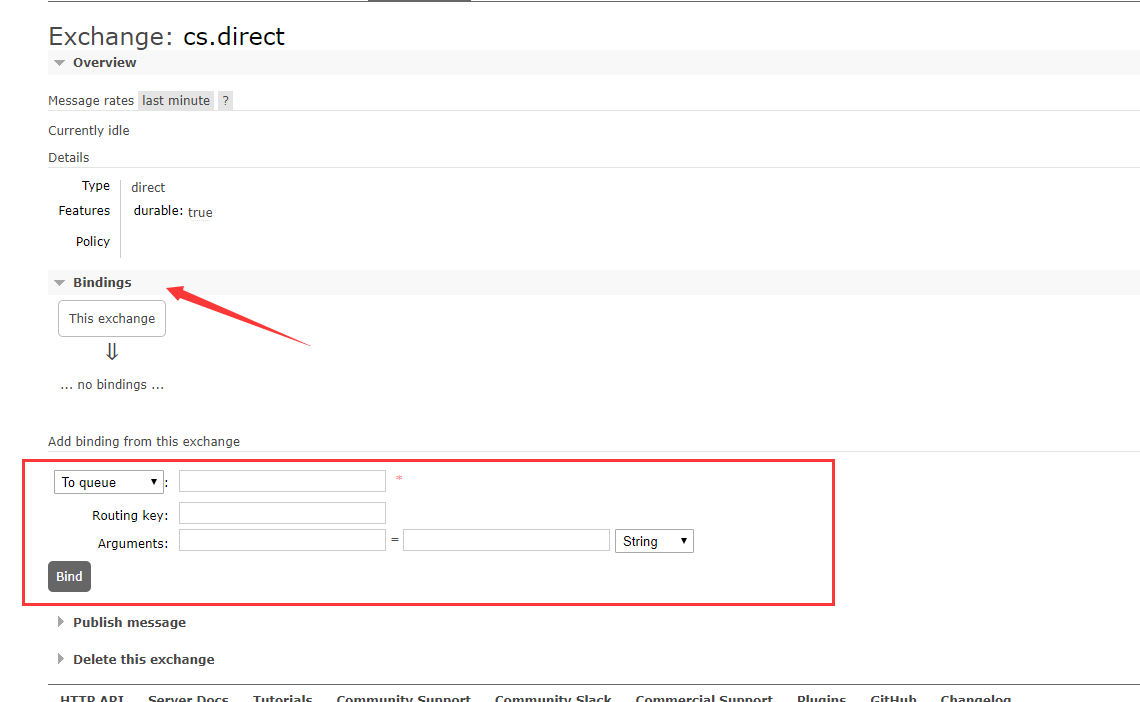 Exchange: cs.direct
Overview
Message rates last minute ?
Currently idle
Details
Type direct
Features durable: true
Policy
Bindings
This exchange
⇓
... no bindings ...
Add binding from this exchange
To queue : *
Routing key:
Arguments: = String
Bind
Publish message
Delete this exchange
HTTP API Server Docs Tutorials Community Support Community Slack Commercial Support Plugins GitHub Changelog